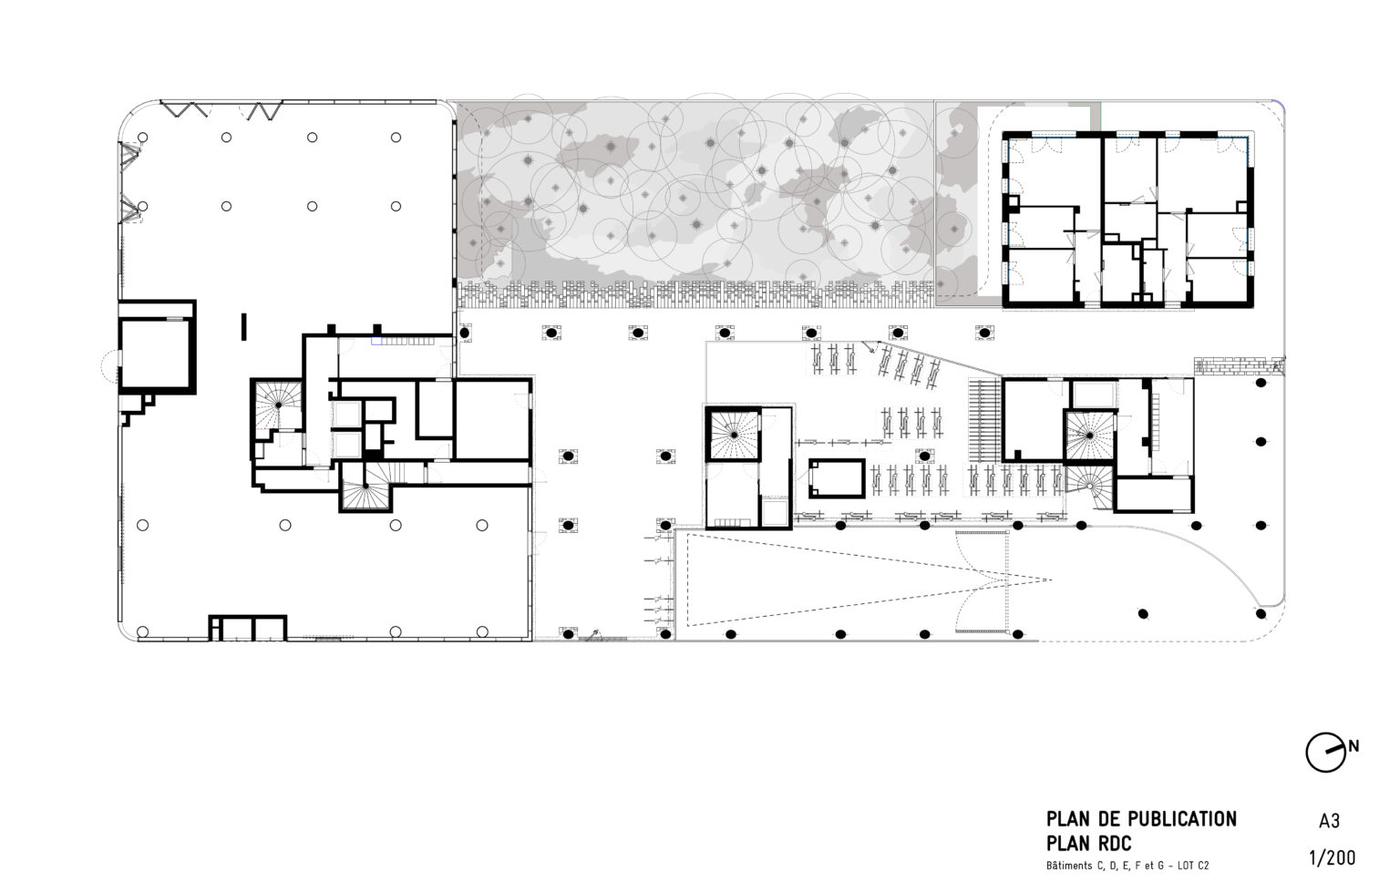 N
PLAN DE PUBLICATION
PLAN RDC
Bâtiments C, D, E, F et G - LOT C2
A3
1/200